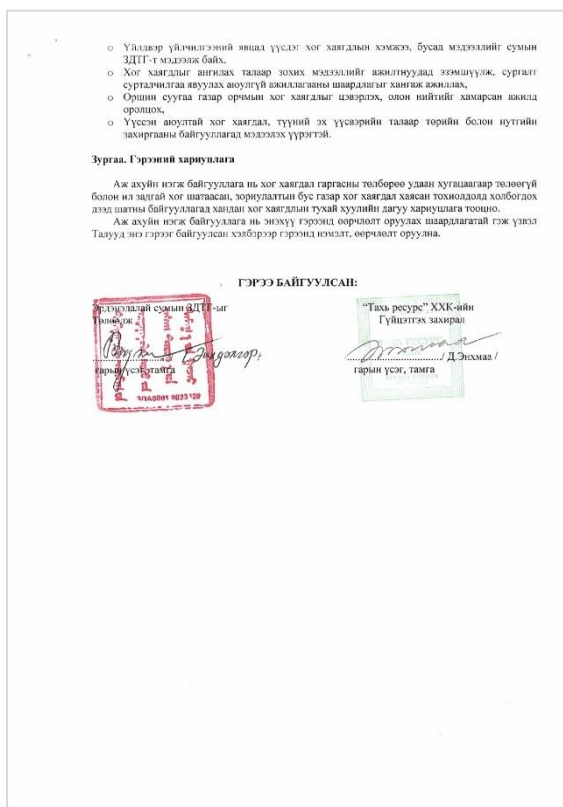 о Үйлдвэр үйлчилгээний явцад үүсдэг хог хаягдлын хэмжээ, бусад мэдээллийг сумын
ЗДТГ-т мэдээлж байх.
о Хог хаягдлыг ангилах талаар зохих мэдээллийг ажилтнуудад эзэмшүүлж, сургалт
сурталчилгаа явуулах аюулгүй ажиллагааны шаардлагыг хангаж ажиллах,
о Оршин суугаа газар орчмын хог хаягдлыг цэвэрлэх, олон нийтийг хамарсан ажилд
оролцох,
о Үүссэн аюултай хог хаягдал, түүний эх үүсвэрийн талаар төрийн болон нутгийн
захиргааны байгууллагад мэдээлэх үүрэгтэй.
Зургаа. Гэрээний хариуцлага
Аж ахуйн нэгж байгууллага нь хог хаягдал гаргасны төлбөрөө удаан хугацаагаар төлөөгүй
болон ил задгай хог шатаасан, зориулалтын бус газар хог хаягдал хаясан тохиолдолд холбогдох
дээд шатны байгууллагад хандан хог хаягдлын тухай хуулийн дагуу хариуцлага тооцно.
Аж ахуйн нэгж байгууллага нь энэхүү гэрээнд өөрчлөлт оруулах шаардлагатай гэж үзвэл
Талууд энэ гэрээг байгуулсан хэлбэрээр гэрээнд нэмэлт, өөрчлөлт оруулна.
ГЭРЭЭ БАЙГУУЛСАН:
Эрдэнэдалай сумын ЗДТГ-ыг
Төлөөлж
гарын үсэг, тамга
“Тахь ресурс” ХХК-ийн
Гүйцэтгэх захирал
/ Д.Энхмаа /
гарын үсэг, тамга